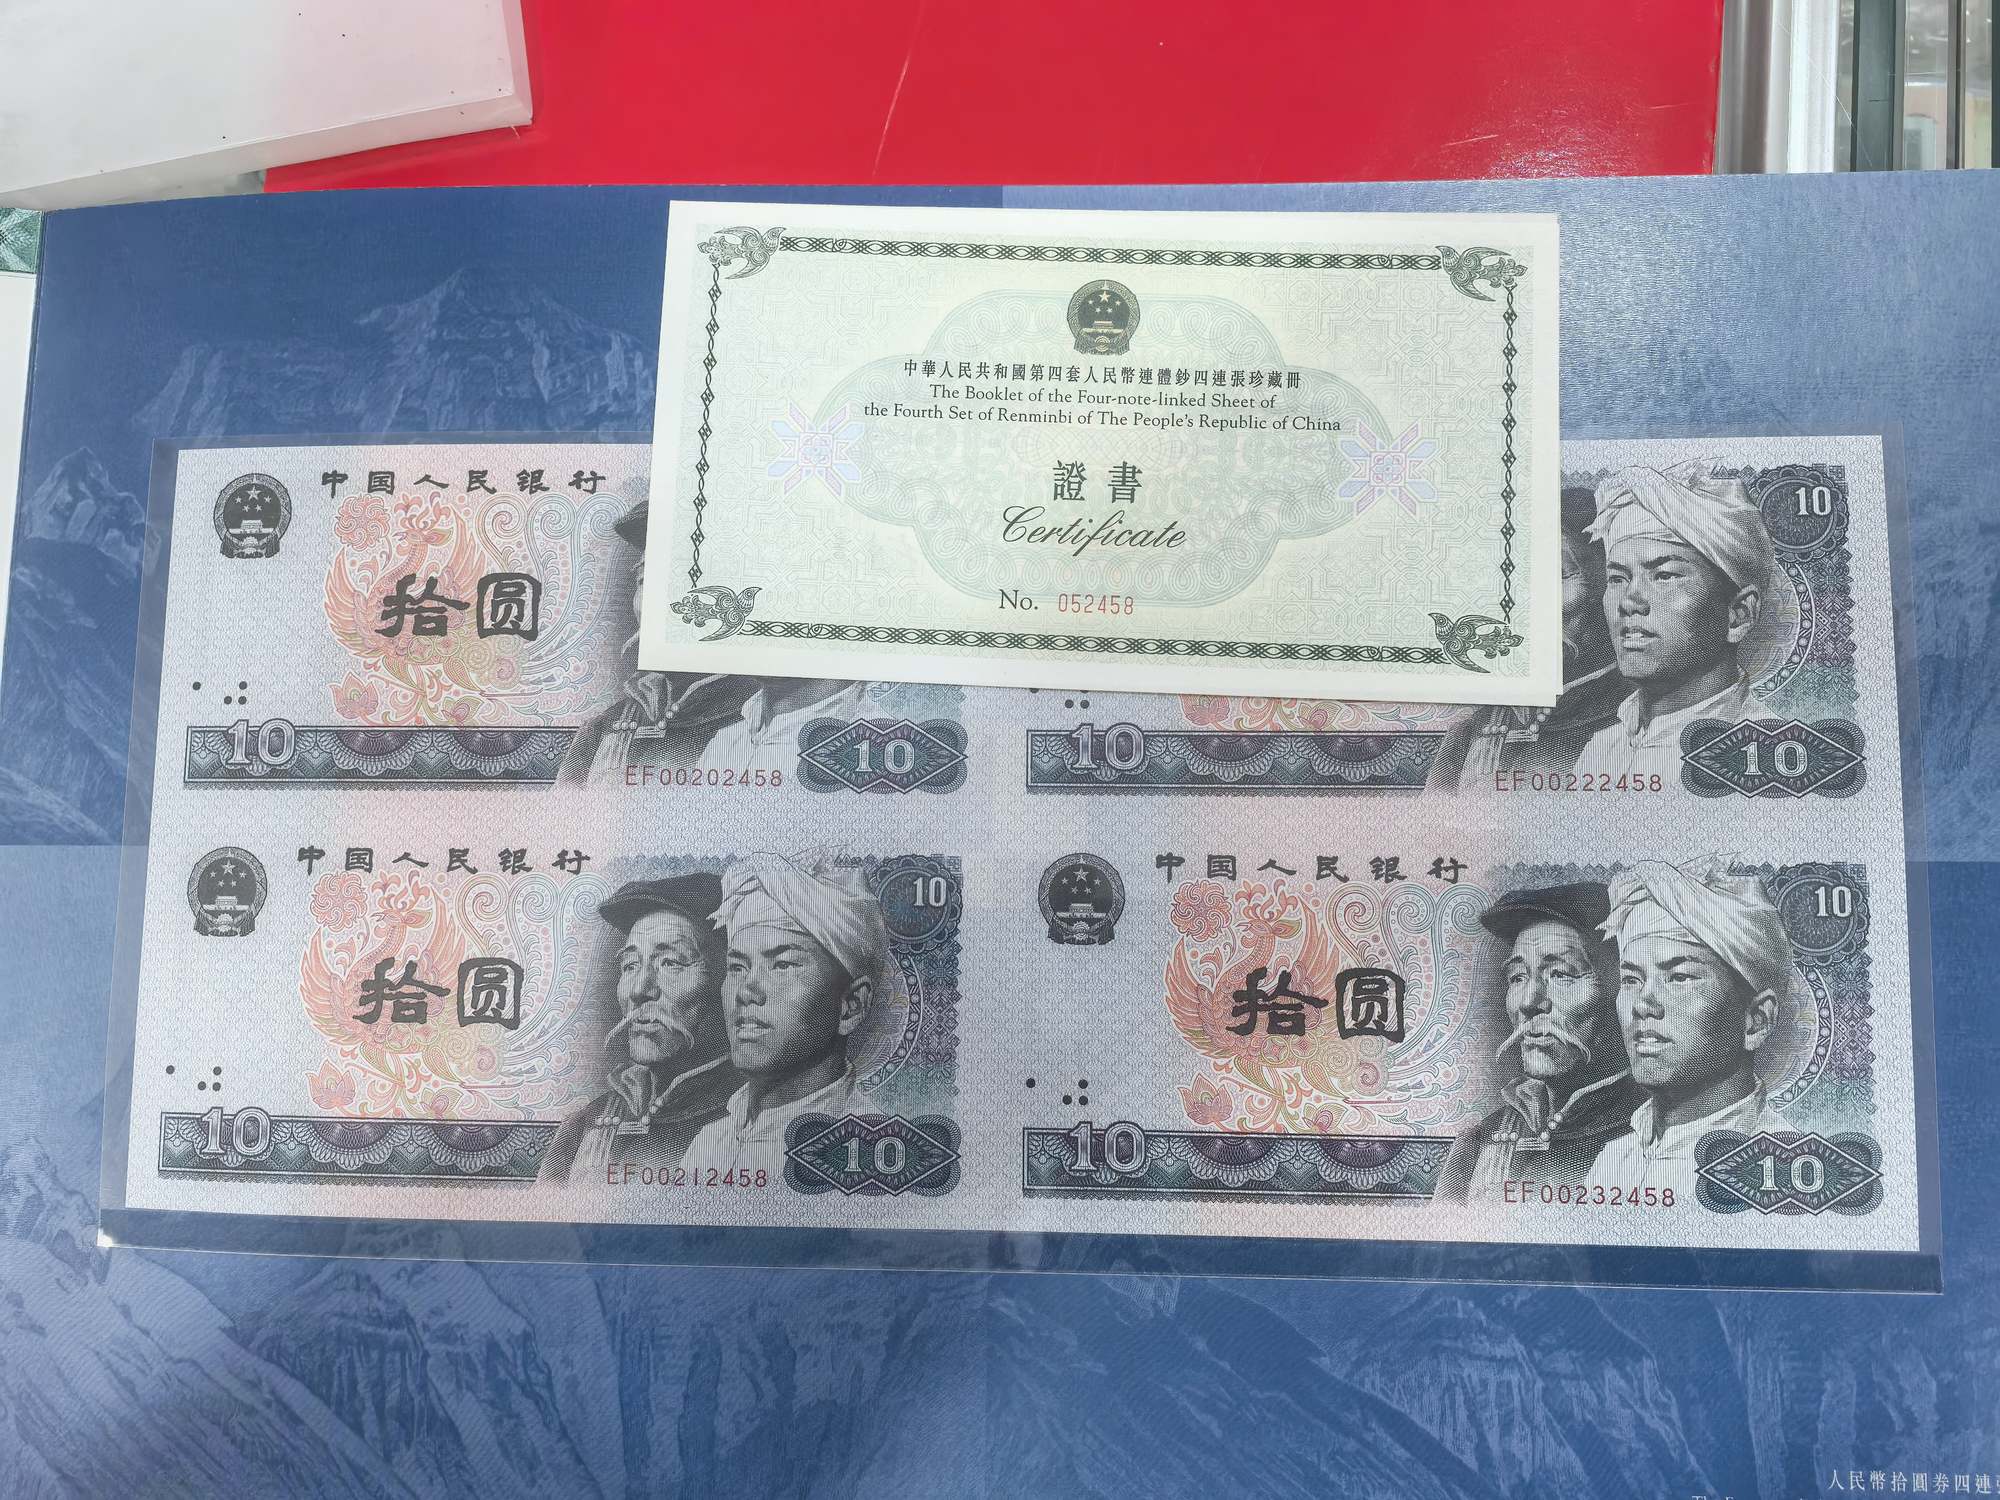 中華人民共和國第四套人民幣連體鈔四連張珍藏冊
The Booklet of the Four-note-linked Sheet of
the Fourth Set of Renminbi of The People's Republic of China
證書
Certificate
No. 052458
中国人民银行
拾圆
10
10
EF00202458
10
10
10
EF00222458
中国人民银行
10
拾圆
10
10
EF00212458
中国人民银行
10
拾圆
10
10
EF00232458
人民幣拾圓券四連